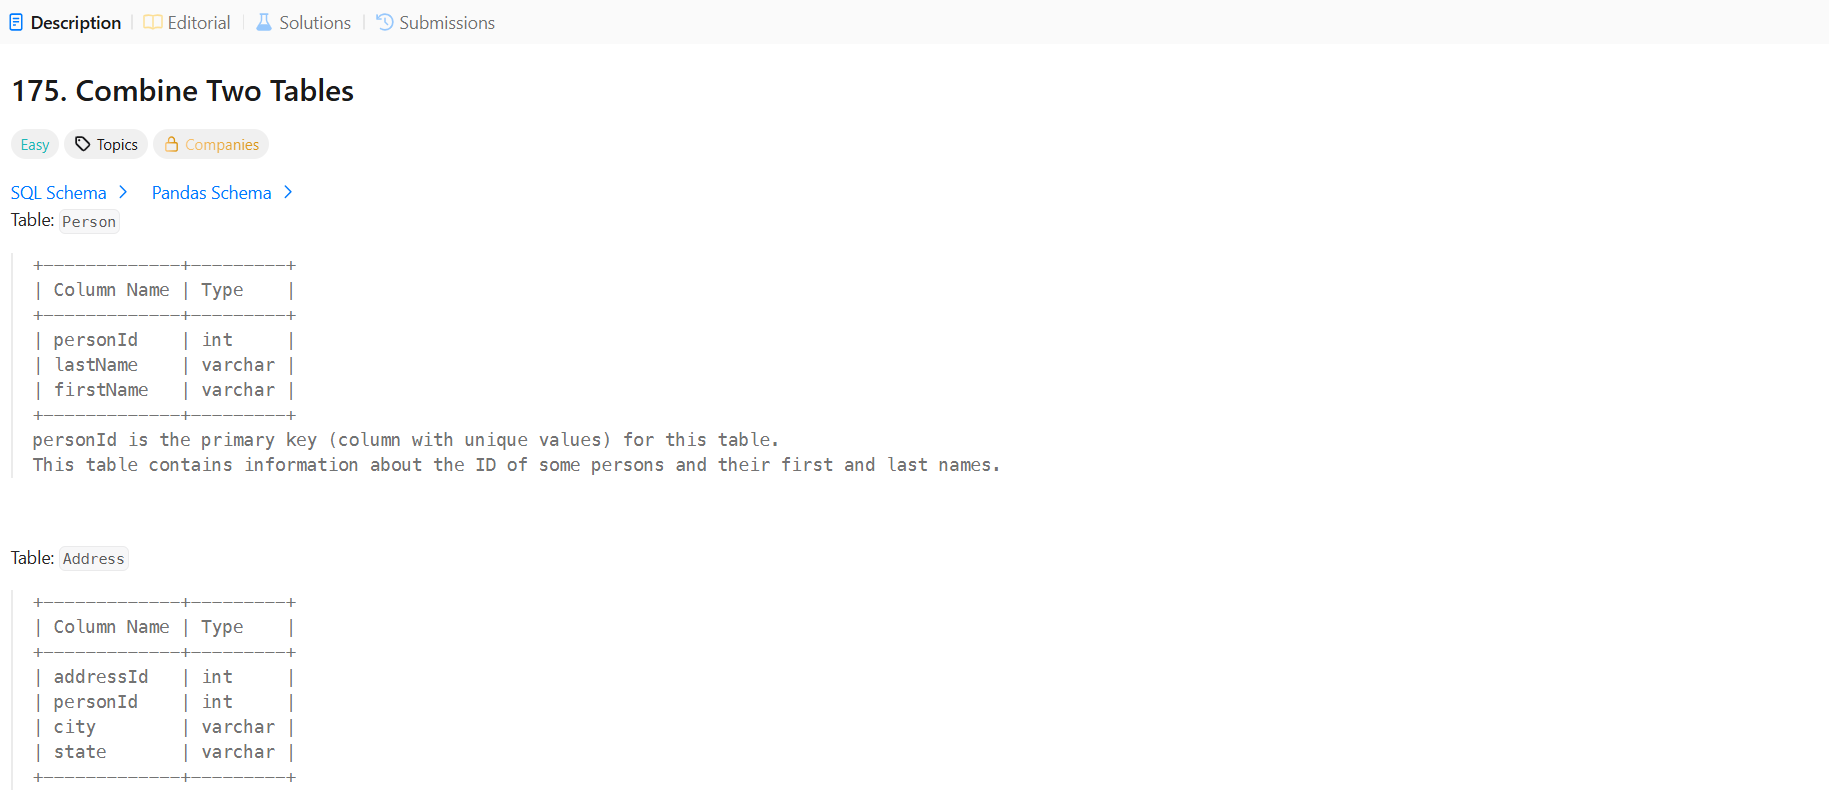 Description Editorial Solutions Submissions
175. Combine Two Tables
Easy Topics Companies
SQL Schema > Pandas Schema >
Table: Person
+-------------+---------+
| Column Name | Type    |
+-------------+---------+
| personId    | int     |
| lastName    | varchar |
| firstName   | varchar |
+-------------+---------+
personId is the primary key (column with unique values) for this table.
This table contains information about the ID of some persons and their first and last names.
Table: Address
+-------------+---------+
| Column Name | Type    |
+-------------+---------+
| addressId   | int     |
| personId    | int     |
| city        | varchar |
| state       | varchar |
+-------------+---------+